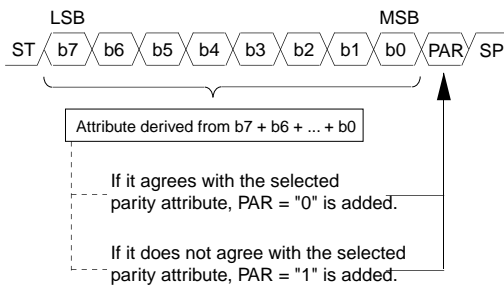 LSB MSB
ST b7 b6 b5 b4 b3 b2 b1 b0 PAR SP
Attribute derived from b7 + b6 + ... + b0
If it agrees with the selected
parity attribute, PAR = "0" is added.
If it does not agree with the selected
parity attribute, PAR = "1" is added.